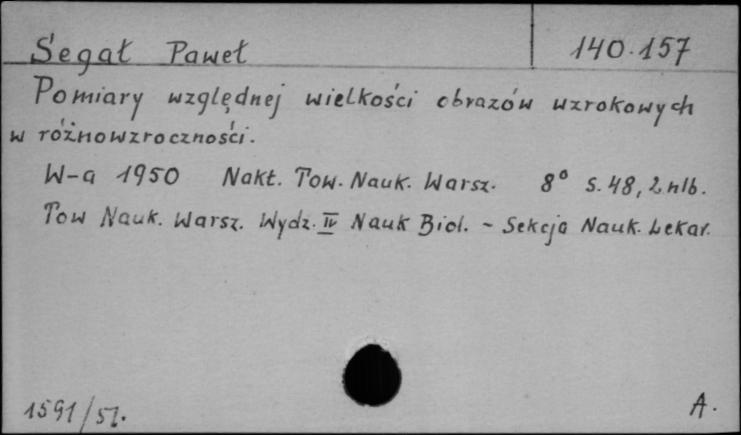 Segał Paweł 140.157
Pomiary względnej wielkości obrazów wzrokowych
w różnowzroczności.
W-a 1950 Nakł. Tow. Nauk. Warsz. 8° s. 48, 2 nlb.
Tow Nauk. Warsz. Wydz. IV Nauk Biol. - Sekcja Nauk. Lekar.
1591/51. A.